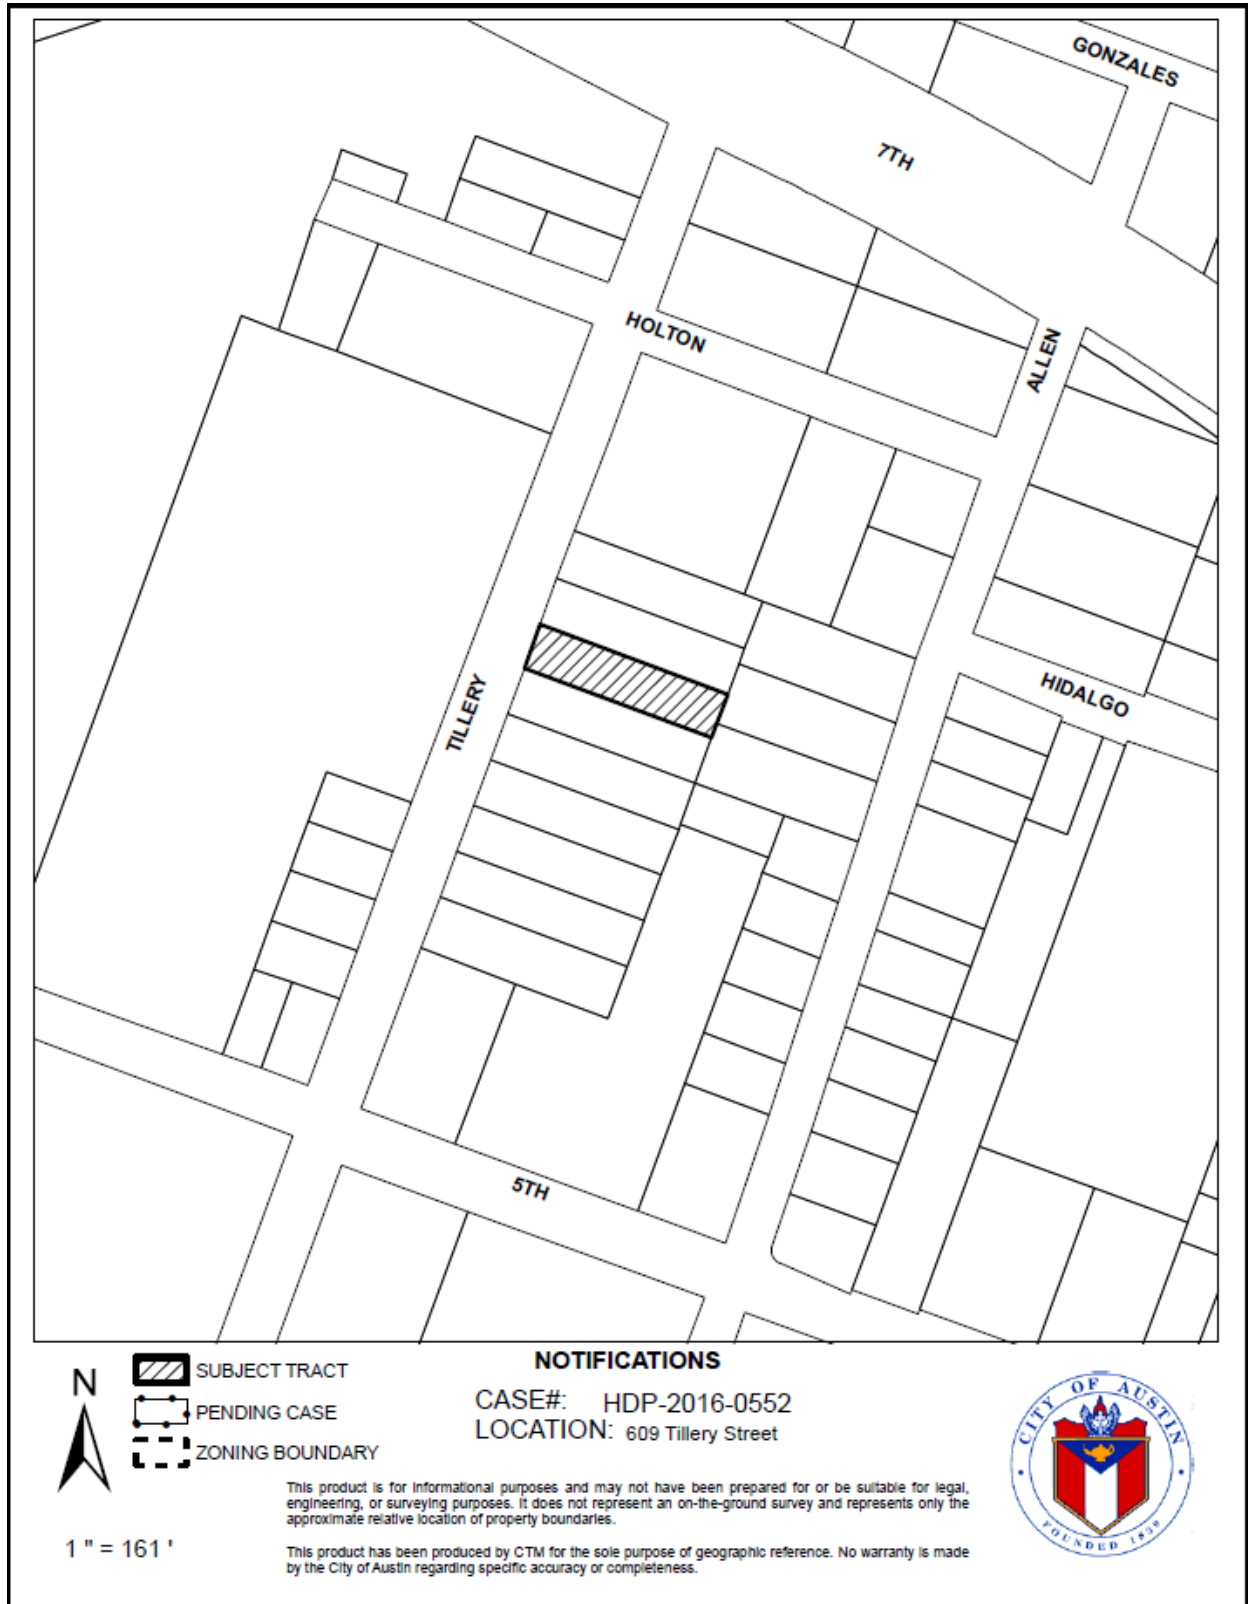 GONZALES
7TH
HOLTON
ALLEN
HIDALGO
TILLERY
5TH
N
SUBJECT TRACT
PENDING CASE
ZONING BOUNDARY
1 " = 161 '
NOTIFICATIONS
CASE#: HDP-2016-0552
LOCATION: 609 Tillery Street
This product is for informational purposes and may not have been prepared for or be suitable for legal,
engineering, or surveying purposes. It does not represent an on-the-ground survey and represents only the
approximate relative location of property boundaries.
This product has been produced by CTM for the sole purpose of geographic reference. No warranty is made
by the City of Austin regarding specific accuracy or completeness.
CITY OF AUSTIN
FOUNDED 1839